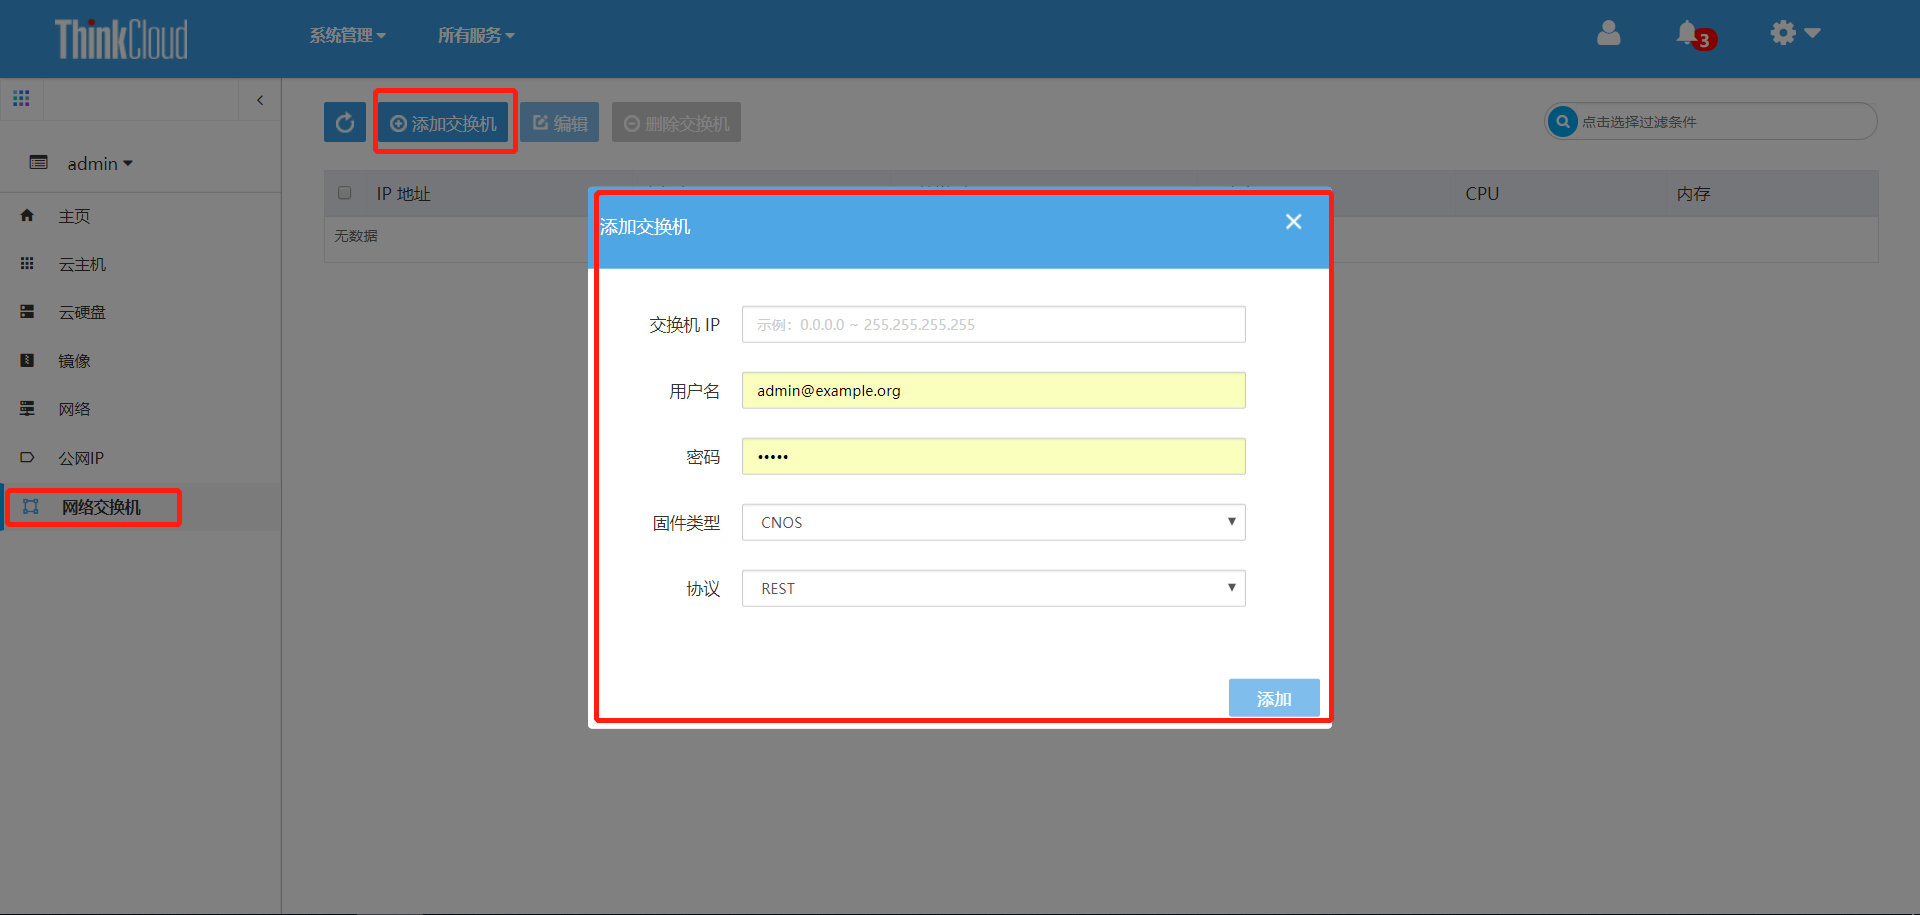 ThinkCloud
系统管理
所有服务
3
添加交换机
编辑
删除交换机
点击选择过滤条件
admin
主页
云主机
云硬盘
镜像
网络
公网IP
网络交换机
IP 地址
CPU
内存
无数据
添加交换机
交换机 IP
示例：0.0.0.0 ~ 255.255.255.255
用户名
admin@example.org
密码
•••••
固件类型
CNOS
协议
REST
添加